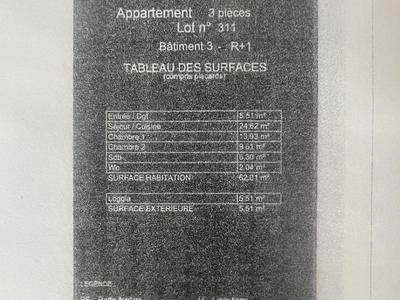 Appartement 3 pièces
Lot n° 311
Bâtiment 3 - R+1
TABLEAU DES SURFACES
(compris placards)
Entrée / Dgt 5.51 m²
Séjour / Cuisine 24.62 m²
Chambre 1 13.93 m²
Chambre 2 9.61 m²
Sdb 6.30 m²
Wc 2.04 m²
SURFACE HABITATION 62.01 m²
Loggia 5.51 m²
SURFACE EXTERIEURE 5.51 m²
LEGENDE